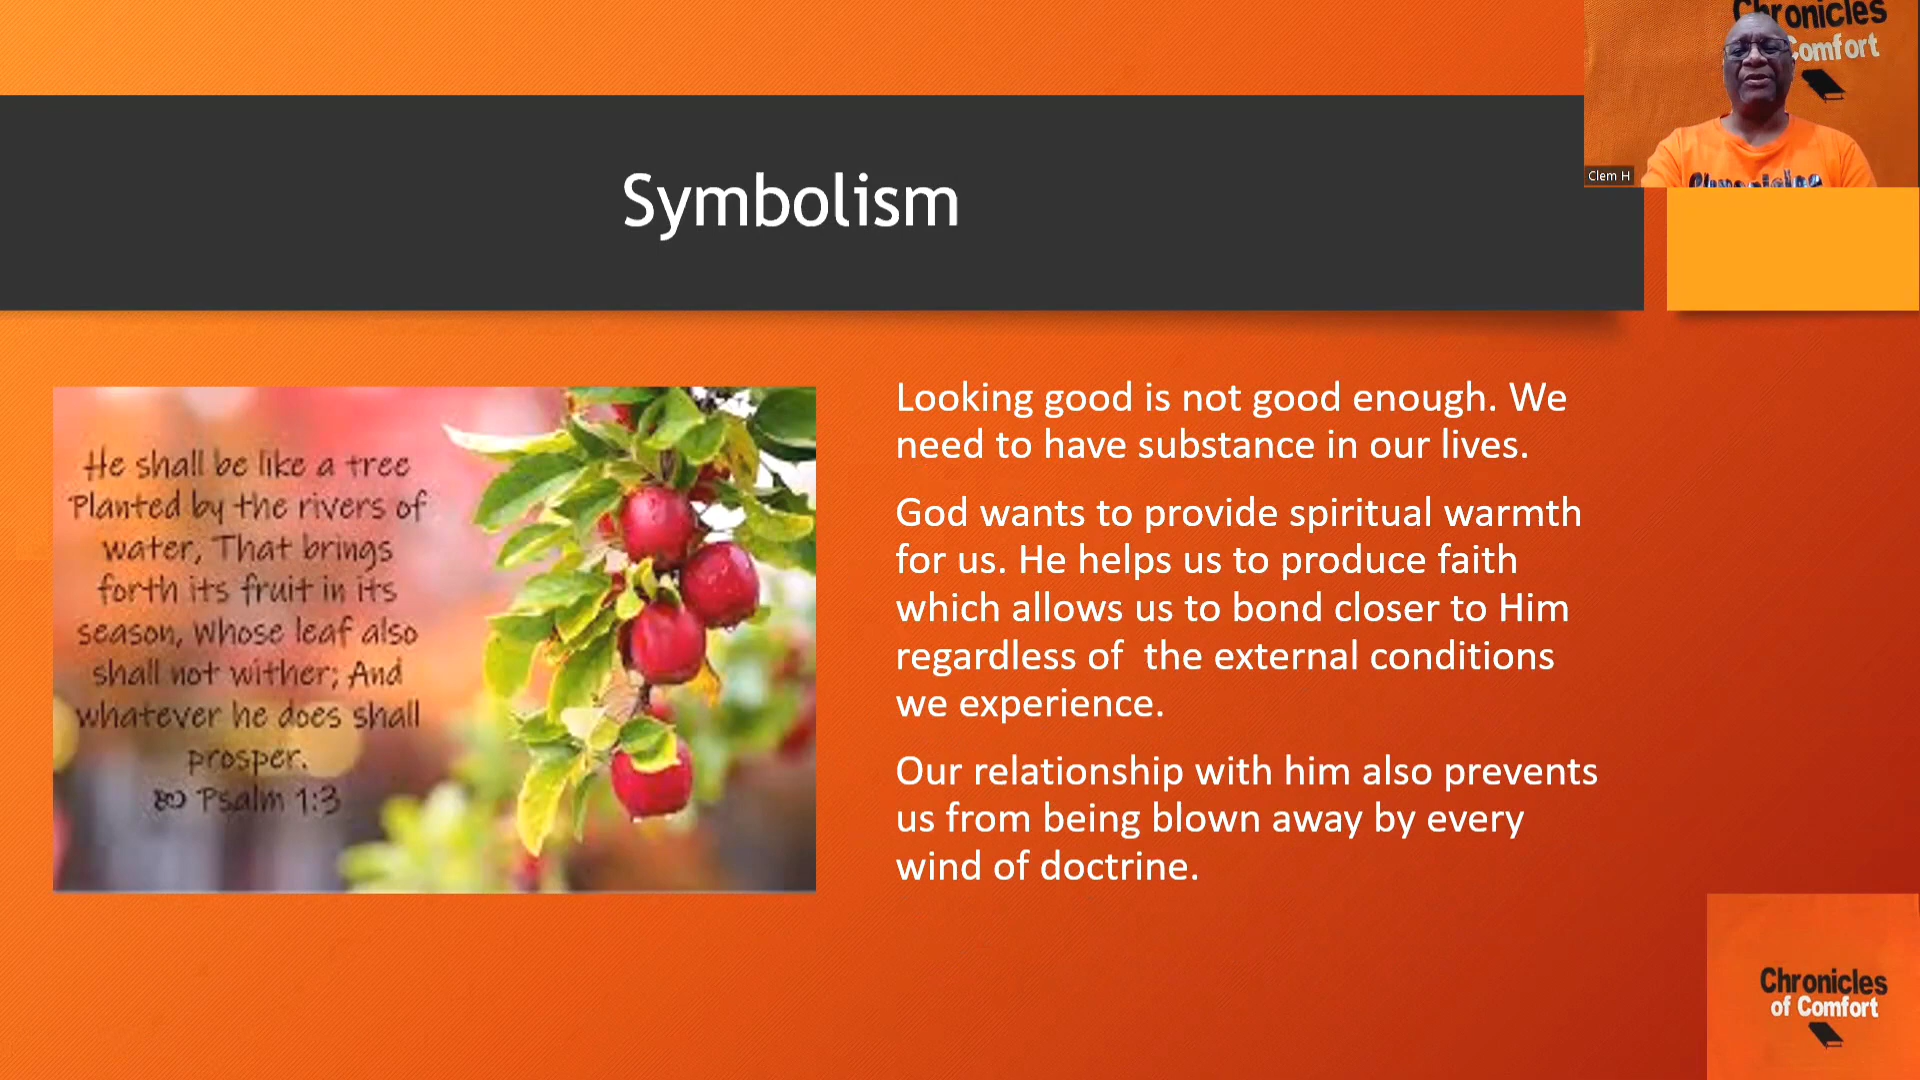 Chronicles
Comfort
Clem H
Symbolism
He shall be like a tree
Planted by the rivers of
water, That brings
forth its fruit in its
season, Whose leaf also
shall not wither; And
whatever he does shall
prosper.
Psalm 1:3
Looking good is not good enough. We
need to have substance in our lives.
God wants to provide spiritual warmth
for us. He helps us to produce faith
which allows us to bond closer to Him
regardless of  the external conditions
we experience.
Our relationship with him also prevents
us from being blown away by every
wind of doctrine.
Chronicles
of Comfort